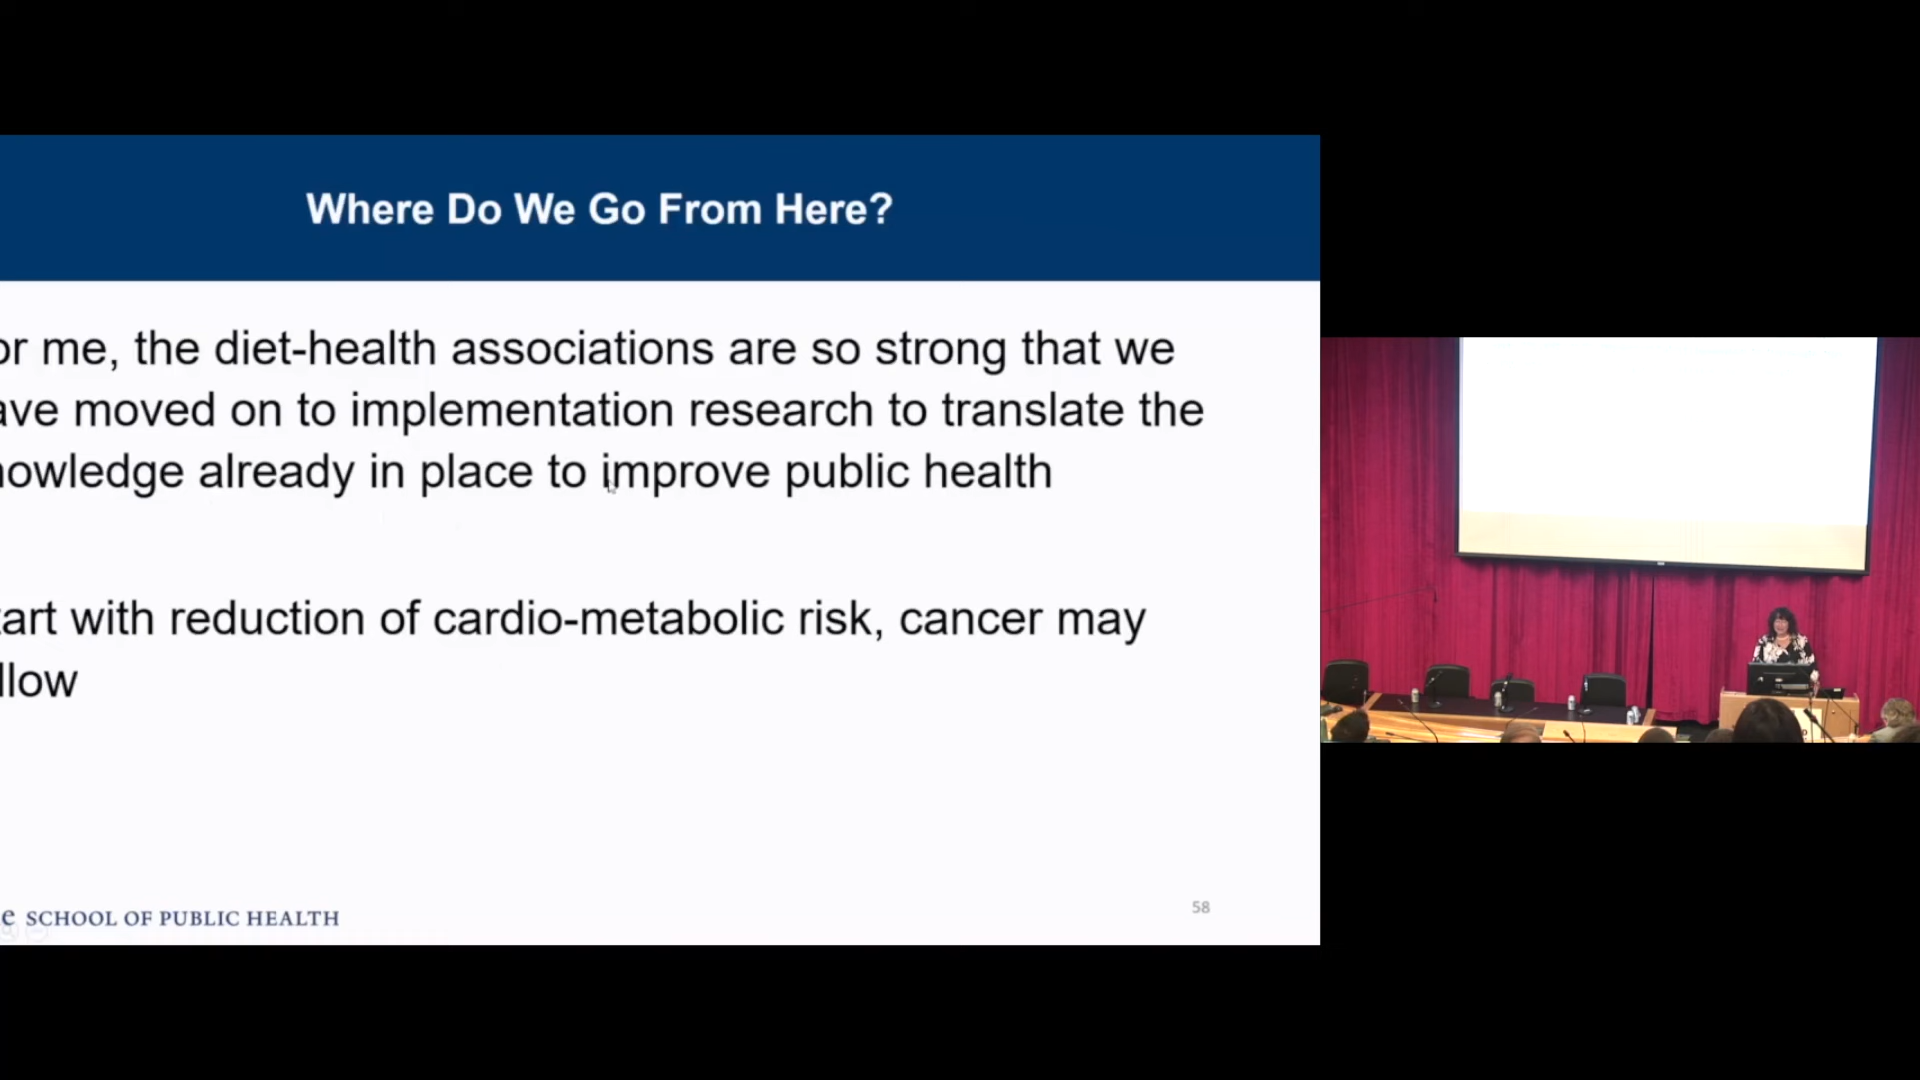 Where Do We Go From Here?
or me, the diet-health associations are so strong that we
ave moved on to implementation research to translate the
nowledge already in place to improve public health
tart with reduction of cardio-metabolic risk, cancer may
llow
e SCHOOL OF PUBLIC HEALTH
58